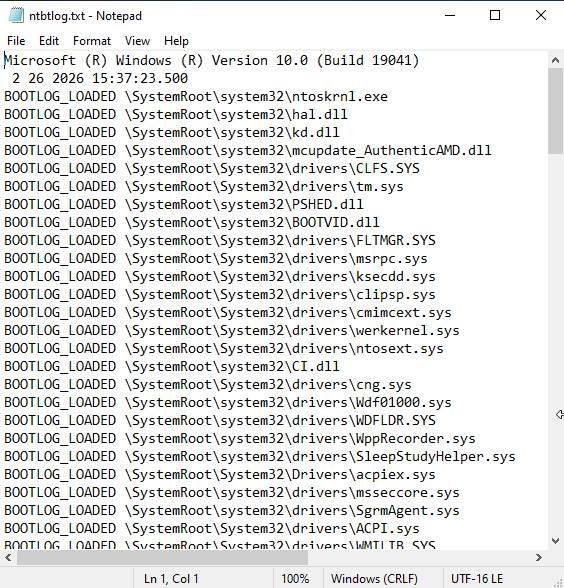 ntbtlog.txt - Notepad
File Edit Format View Help
Microsoft (R) Windows (R) Version 10.0 (Build 19041)
2 26 2026 15:37:23.500
BOOTLOG_LOADED \SystemRoot\system32\ntoskrnl.exe
BOOTLOG_LOADED \SystemRoot\system32\hal.dll
BOOTLOG_LOADED \SystemRoot\system32\kd.dll
BOOTLOG_LOADED \SystemRoot\system32\mcupdate_AuthenticAMD.dll
BOOTLOG_LOADED \SystemRoot\System32\drivers\CLFS.SYS
BOOTLOG_LOADED \SystemRoot\System32\drivers\tm.sys
BOOTLOG_LOADED \SystemRoot\system32\PSHED.dll
BOOTLOG_LOADED \SystemRoot\system32\BOOTVID.dll
BOOTLOG_LOADED \SystemRoot\System32\drivers\FLTMGR.SYS
BOOTLOG_LOADED \SystemRoot\System32\drivers\msrpc.sys
BOOTLOG_LOADED \SystemRoot\System32\drivers\ksecdd.sys
BOOTLOG_LOADED \SystemRoot\System32\drivers\clipsp.sys
BOOTLOG_LOADED \SystemRoot\System32\drivers\cmimcext.sys
BOOTLOG_LOADED \SystemRoot\System32\drivers\werkernel.sys
BOOTLOG_LOADED \SystemRoot\System32\drivers\ntosext.sys
BOOTLOG_LOADED \SystemRoot\system32\CI.dll
BOOTLOG_LOADED \SystemRoot\System32\drivers\cng.sys
BOOTLOG_LOADED \SystemRoot\system32\drivers\Wdf01000.sys
BOOTLOG_LOADED \SystemRoot\system32\drivers\WDFLDR.SYS
BOOTLOG_LOADED \SystemRoot\system32\drivers\WppRecorder.sys
BOOTLOG_LOADED \SystemRoot\system32\drivers\SleepStudyHelper.sys
BOOTLOG_LOADED \SystemRoot\System32\Drivers\acpiex.sys
BOOTLOG_LOADED \SystemRoot\system32\drivers\msseccore.sys
BOOTLOG_LOADED \SystemRoot\system32\drivers\SgrmAgent.sys
BOOTLOG_LOADED \SystemRoot\System32\drivers\ACPI.sys
BOOTLOG_LOADED \SystemRoot\System32\drivers\WMILIB.SYS
Ln 1, Col 1 100% Windows (CRLF) UTF-16 LE